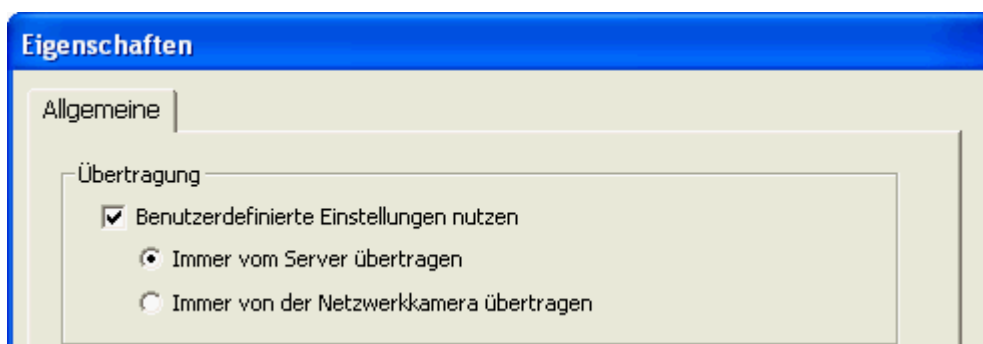 Eigenschaften
Allgemeine
Übertragung
Benutzerdefinierte Einstellungen nutzen
Immer vom Server übertragen
Immer von der Netzwerkkamera übertragen